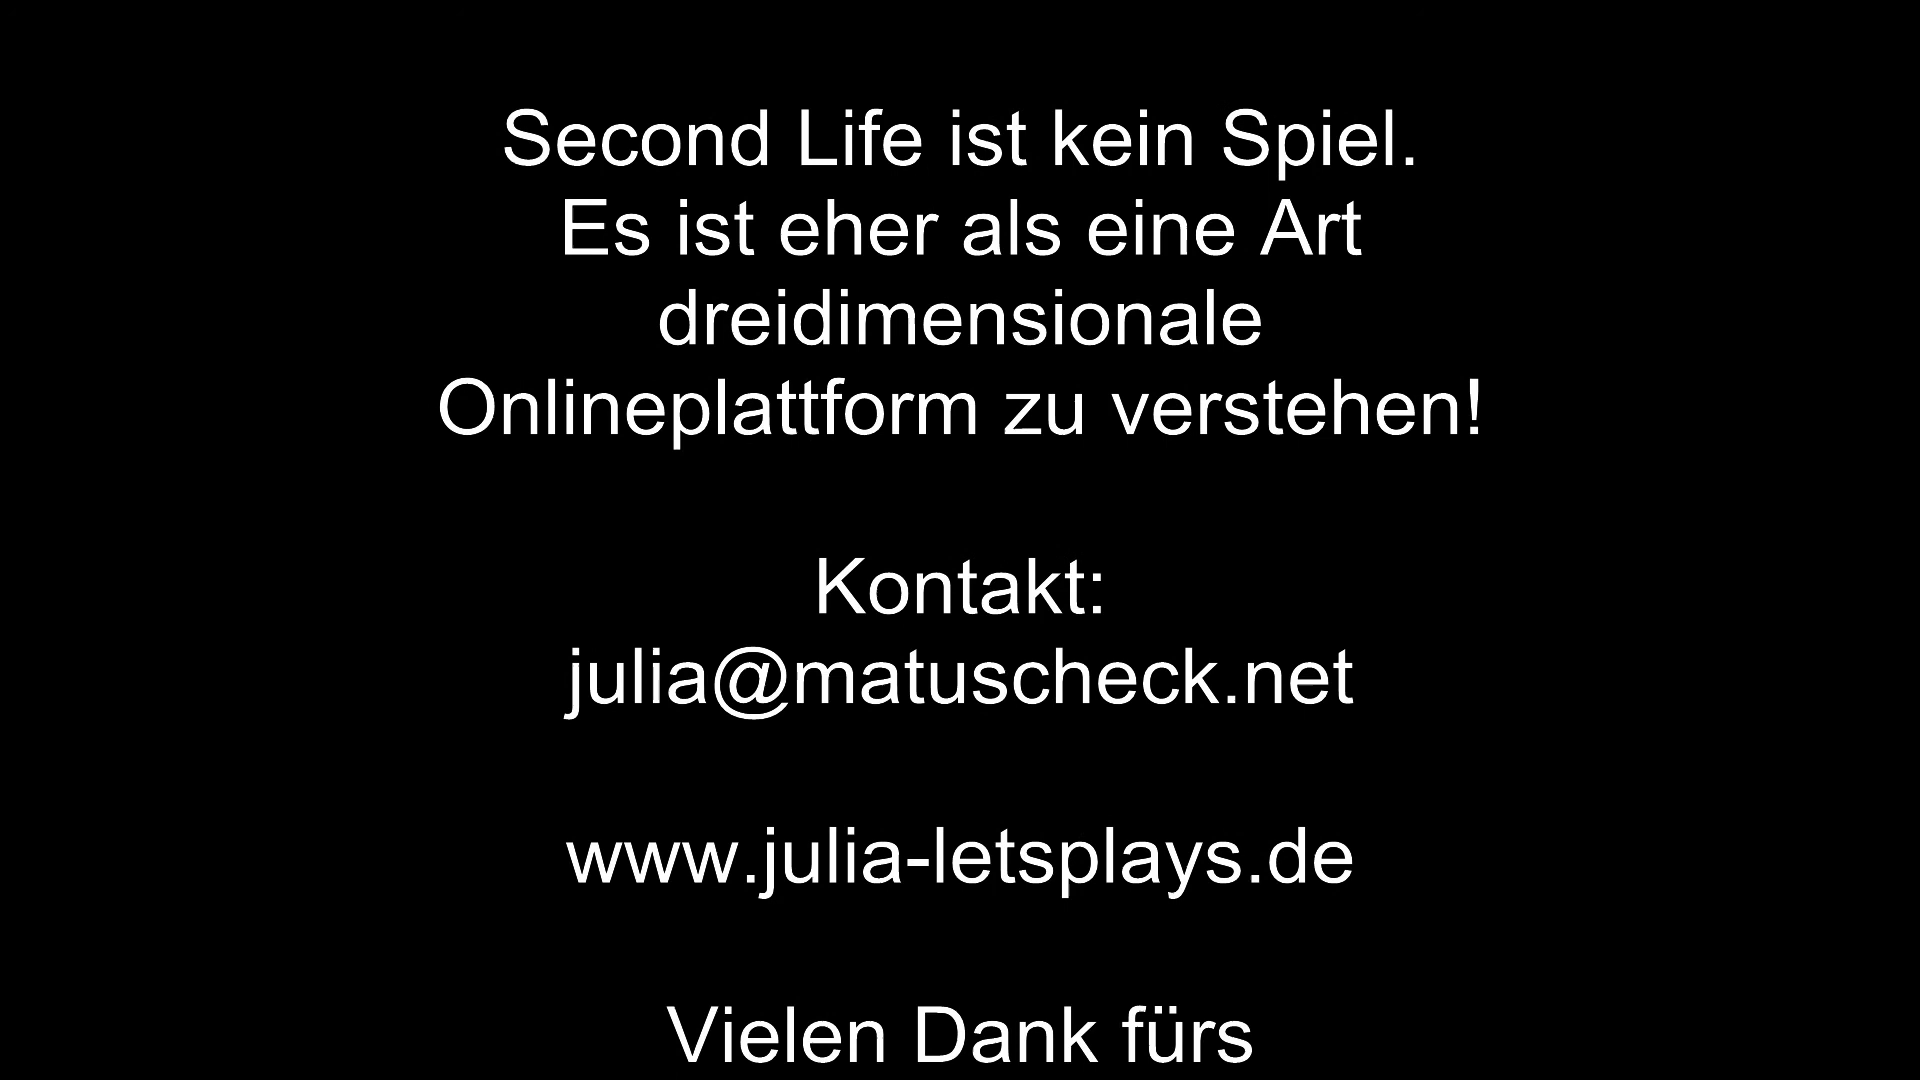 Second Life ist kein Spiel.
Es ist eher als eine Art
dreidimensionale
Onlineplattform zu verstehen!
Kontakt:
julia@matuscheck.net
www.julia-letsplays.de
Vielen Dank fürs